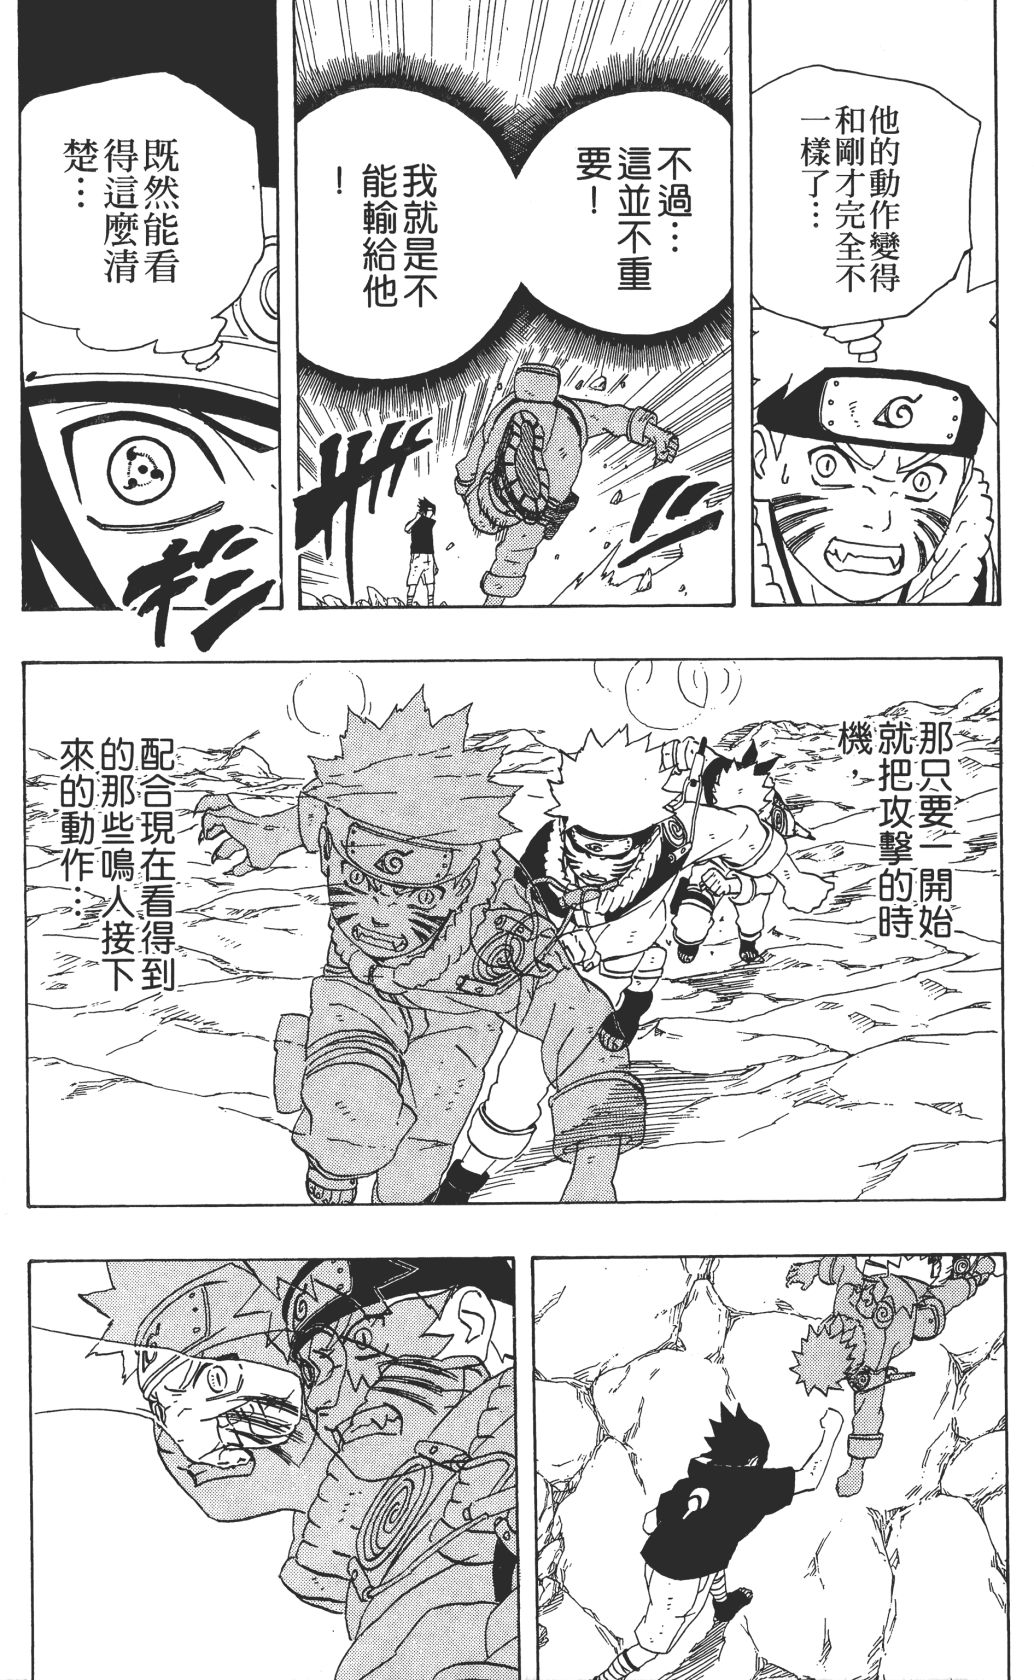 他的動作變得
和剛才完全不
一樣了…
不過…
這並不重
要！
我就是不
能輸給他
！
既然能看
得這麼清
楚…
那只要一開始
就把攻擊的時
機，
配合現在看得到
的那些鳴人接下
來的動作…